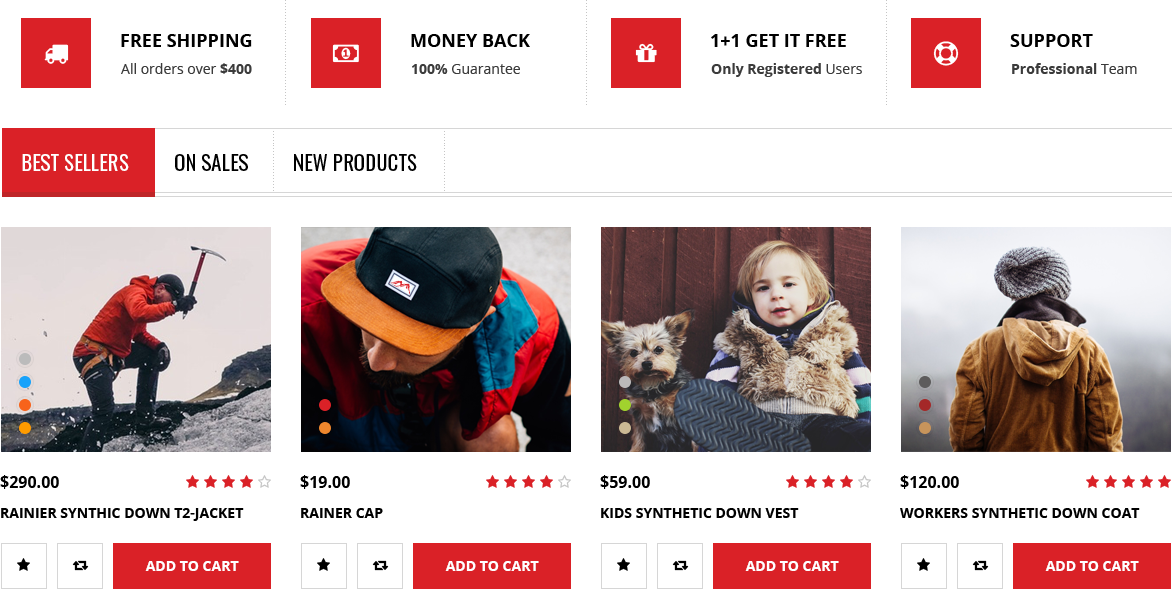 FREE SHIPPING
All orders over $400
MONEY BACK
100% Guarantee
1+1 GET IT FREE
Only Registered Users
SUPPORT
Professional Team
BEST SELLERS
ON SALES
NEW PRODUCTS
$290.00
RAINIER SYNTHIC DOWN T2-JACKET
ADD TO CART
$19.00
RAINER CAP
ADD TO CART
$59.00
KIDS SYNTHETIC DOWN VEST
ADD TO CART
$120.00
WORKERS SYNTHETIC DOWN COAT
ADD TO CART